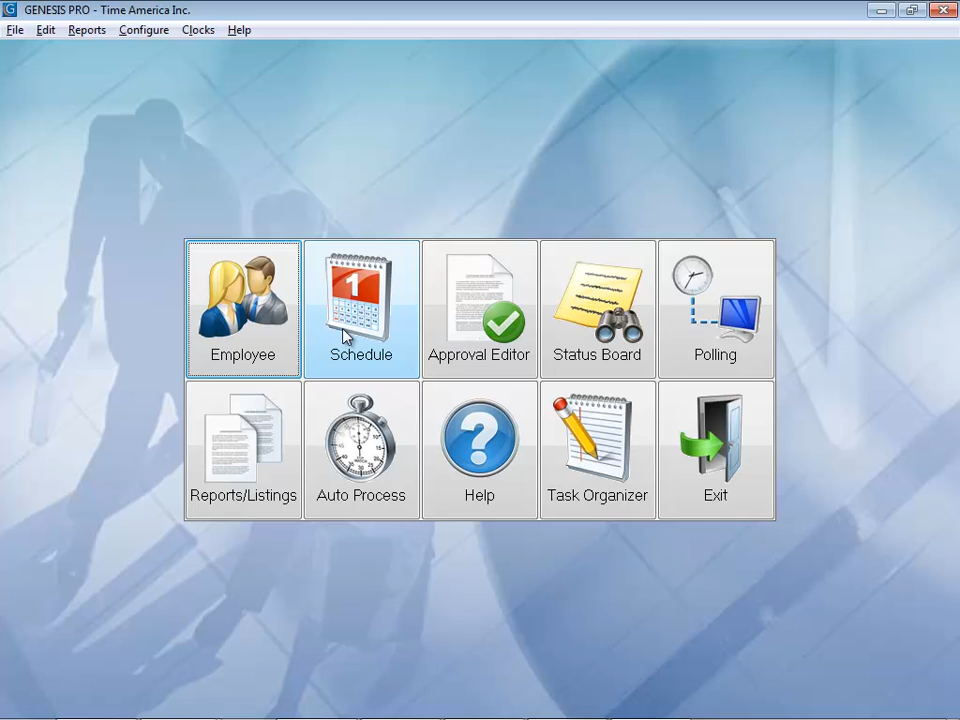 GENESIS PRO - Time America Inc.
File Edit Reports Configure Clocks Help
1
Employee Schedule Approval Editor Status Board Polling
Reports/Listings Auto Process Help Task Organizer Exit